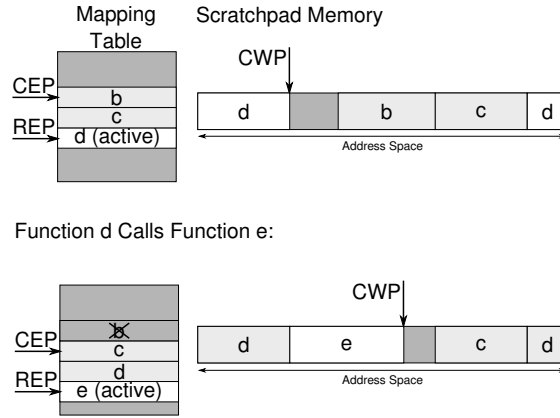 Mapping Table
Scratchpad Memory
CEP
b
c
REP
d (active)
CWP
d
b
c
d
Address Space
Function d Calls Function e:
b
CEP
c
d
REP
e (active)
CWP
d
e
c
d
Address Space